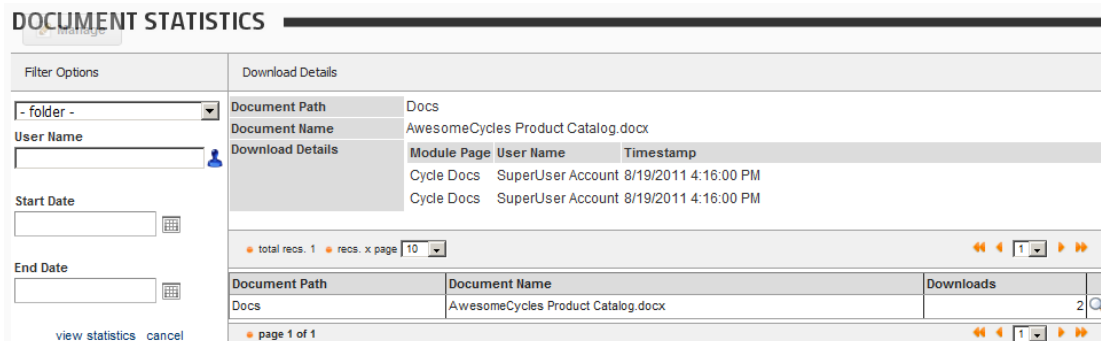 DOCUMENT STATISTICS
Manage
Filter Options
- folder -
User Name
Start Date
End Date
view statistics cancel
Download Details
Document Path Docs
Document Name AwesomeCycles Product Catalog.docx
Download Details Module Page User Name Timestamp
Cycle Docs SuperUser Account 8/19/2011 4:16:00 PM
Cycle Docs SuperUser Account 8/19/2011 4:16:00 PM
total recs. 1 recs. x page 10 1
Document Path Document Name Downloads
Docs AwesomeCycles Product Catalog.docx 2
page 1 of 1 1